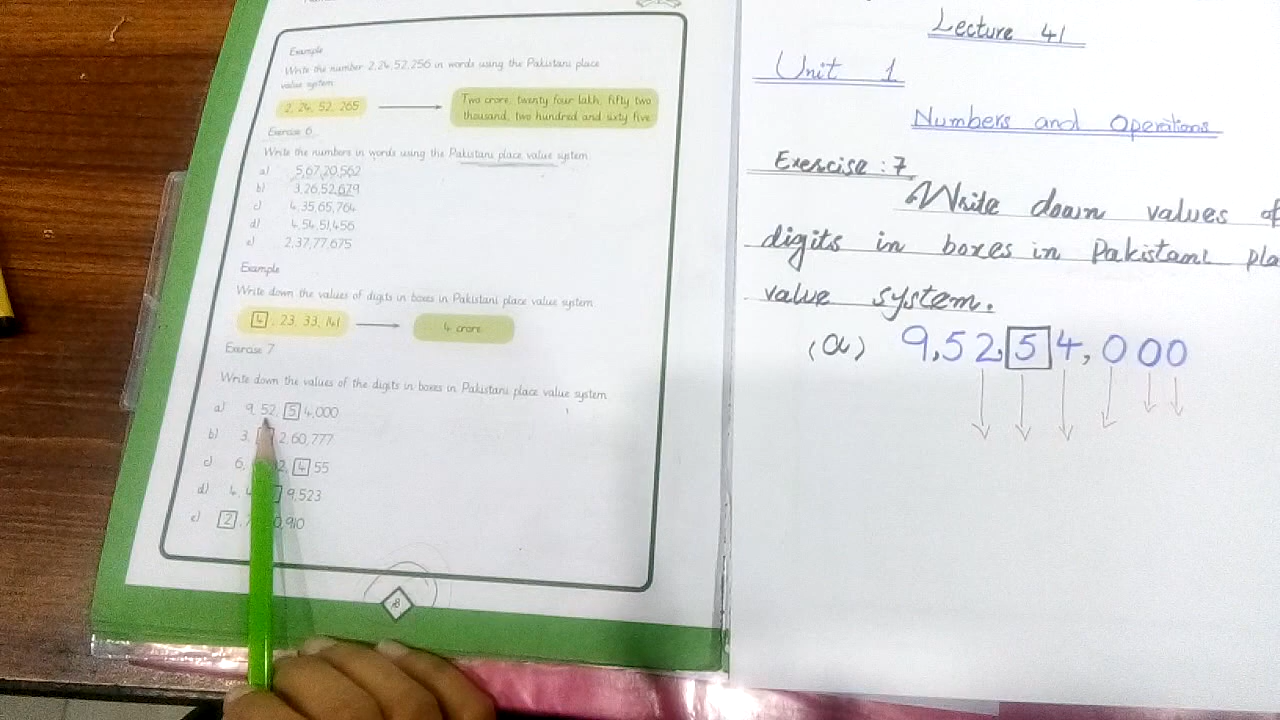 Example
Write the number 2,24,52,256 in words using the Pakistani place
value system.
2, 24, 52, 265
Two crore, twenty four lakh, fifty two
thousand, two hundred and sixty five
Exercise 6
Write the numbers in words using the Pakistani place value system
a) 5,67,20,562
b) 3,26,52,629
c) 4,35,65,764
d) 4,54,51,456
e) 2,37,77,675
Example
Write down the values of digits in boxes in Pakistani place value system
4, 23, 33, 141
4 crore
Exercise 7
Write down the values of the digits in boxes in Pakistani place value system
a) 9, 52, 5 4,000
b) 3, 2,60,777
c) 6, 2, 4 55
d) 4, 4 9,523
e) 2, 0,910
8
Lecture 41
Unit 1
Numbers and Operations
Exercise : 7
Write down values of
digits in boxes in Pakistani pla
value system.
(a) 9,52,5 4,000